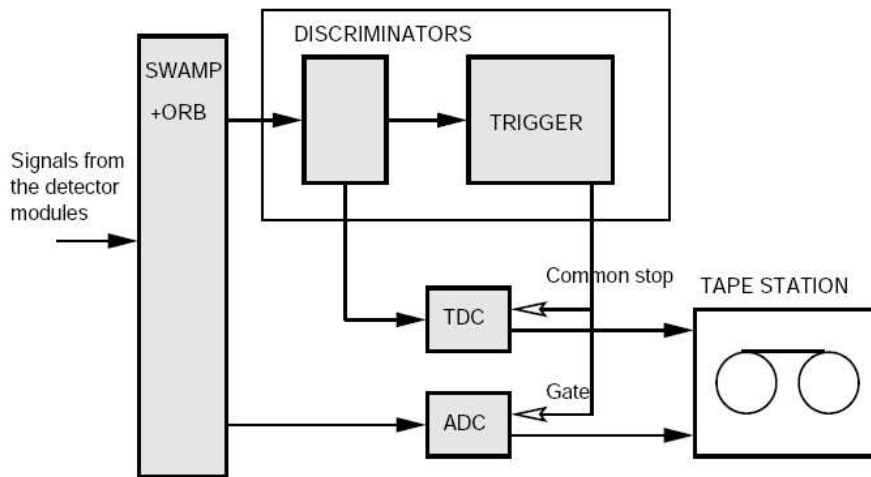 DISCRIMINATORS
SWAMP
+ORB
TRIGGER
Signals from
the detector
modules
Common stop
TAPE STATION
TDC
Gate
ADC